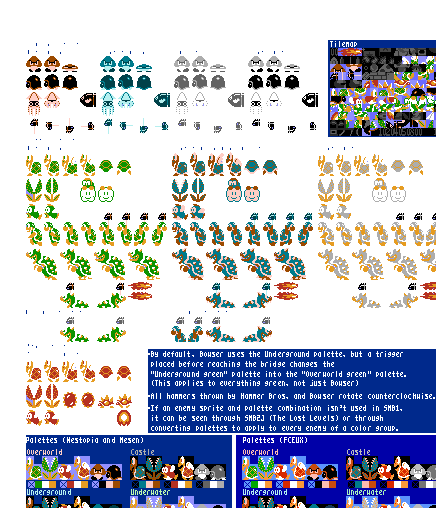 Tilemap
•By default, Bowser uses the Underground palette, but a trigger
placed before reaching the bridge changes the
"Underground green" palette into the "Overworld green" palette.
(This applies to everything green, not just Bowser)
•All hammers thrown by Hammer Bros. and Bowser rotate counterclockwise.
•If an enemy sprite and palette combination isn't used in SMB1,
it can be seen through SMB2J (The Lost Levels) or through
converting palettes to apply to every enemy of a color group.
Palettes (Nestopia and Mesen)
Palettes (FCEUX)
Overworld
Castle
Overworld
Castle
Underground
Underwater
Underground
Underwater